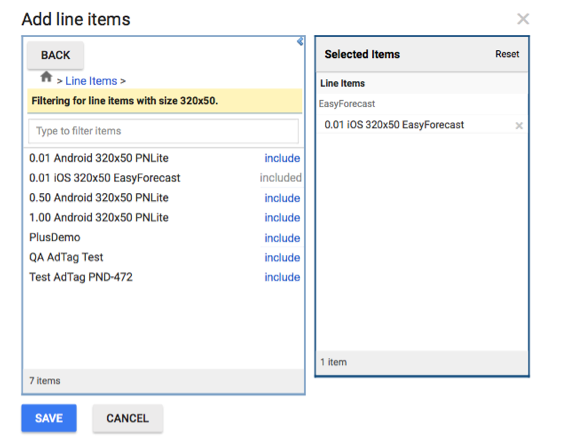 Add line items
BACK
> Line Items >
Filtering for line items with size 320x50.
Type to filter items
0.01 Android 320x50 PNLite include
0.01 iOS 320x50 EasyForecast included
0.50 Android 320x50 PNLite include
1.00 Android 320x50 PNLite include
PlusDemo include
QA AdTag Test include
Test AdTag PND-472 include
7 items
Selected Items Reset
Line Items
EasyForecast
0.01 iOS 320x50 EasyForecast
1 item
SAVE CANCEL